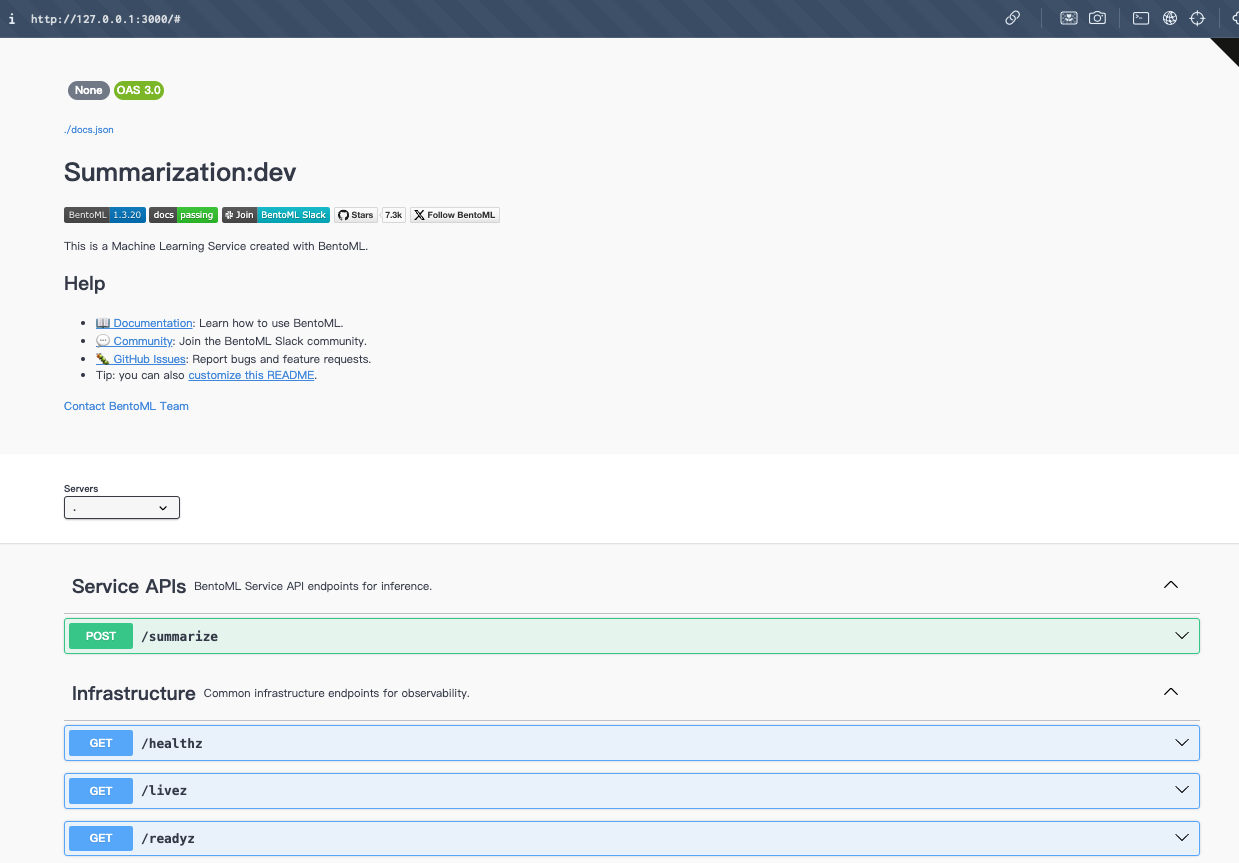 i http://127.0.0.1:3000/#
None OAS 3.0
./docs.json
Summarization:dev
BentoML 1.3.20 docs passing Join BentoML Slack Stars 7.3k Follow BentoML
This is a Machine Learning Service created with BentoML.
Help
📖 Documentation: Learn how to use BentoML.
💬 Community: Join the BentoML Slack community.
🐛 GitHub Issues: Report bugs and feature requests.
Tip: you can also customize this README.
Contact BentoML Team
Servers
.
Service APIs BentoML Service API endpoints for inference.
POST /summarize
Infrastructure Common infrastructure endpoints for observability.
GET /healthz
GET /livez
GET /readyz